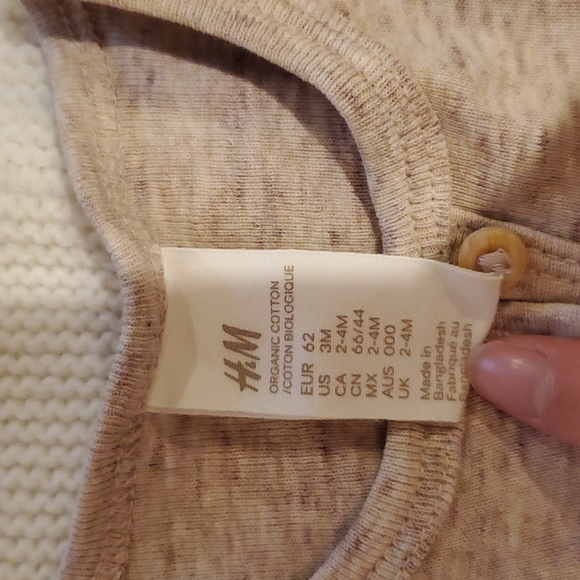 H&M
ORGANIC COTTON
/COTON BIOLOGIQUE
EUR 62
US 3M
CA 2-4M
CN 66/44
MX 2-4M
AUS 000
UK 2-4M
Made in
Bangladesh
Fabriqué au
Bangladesh